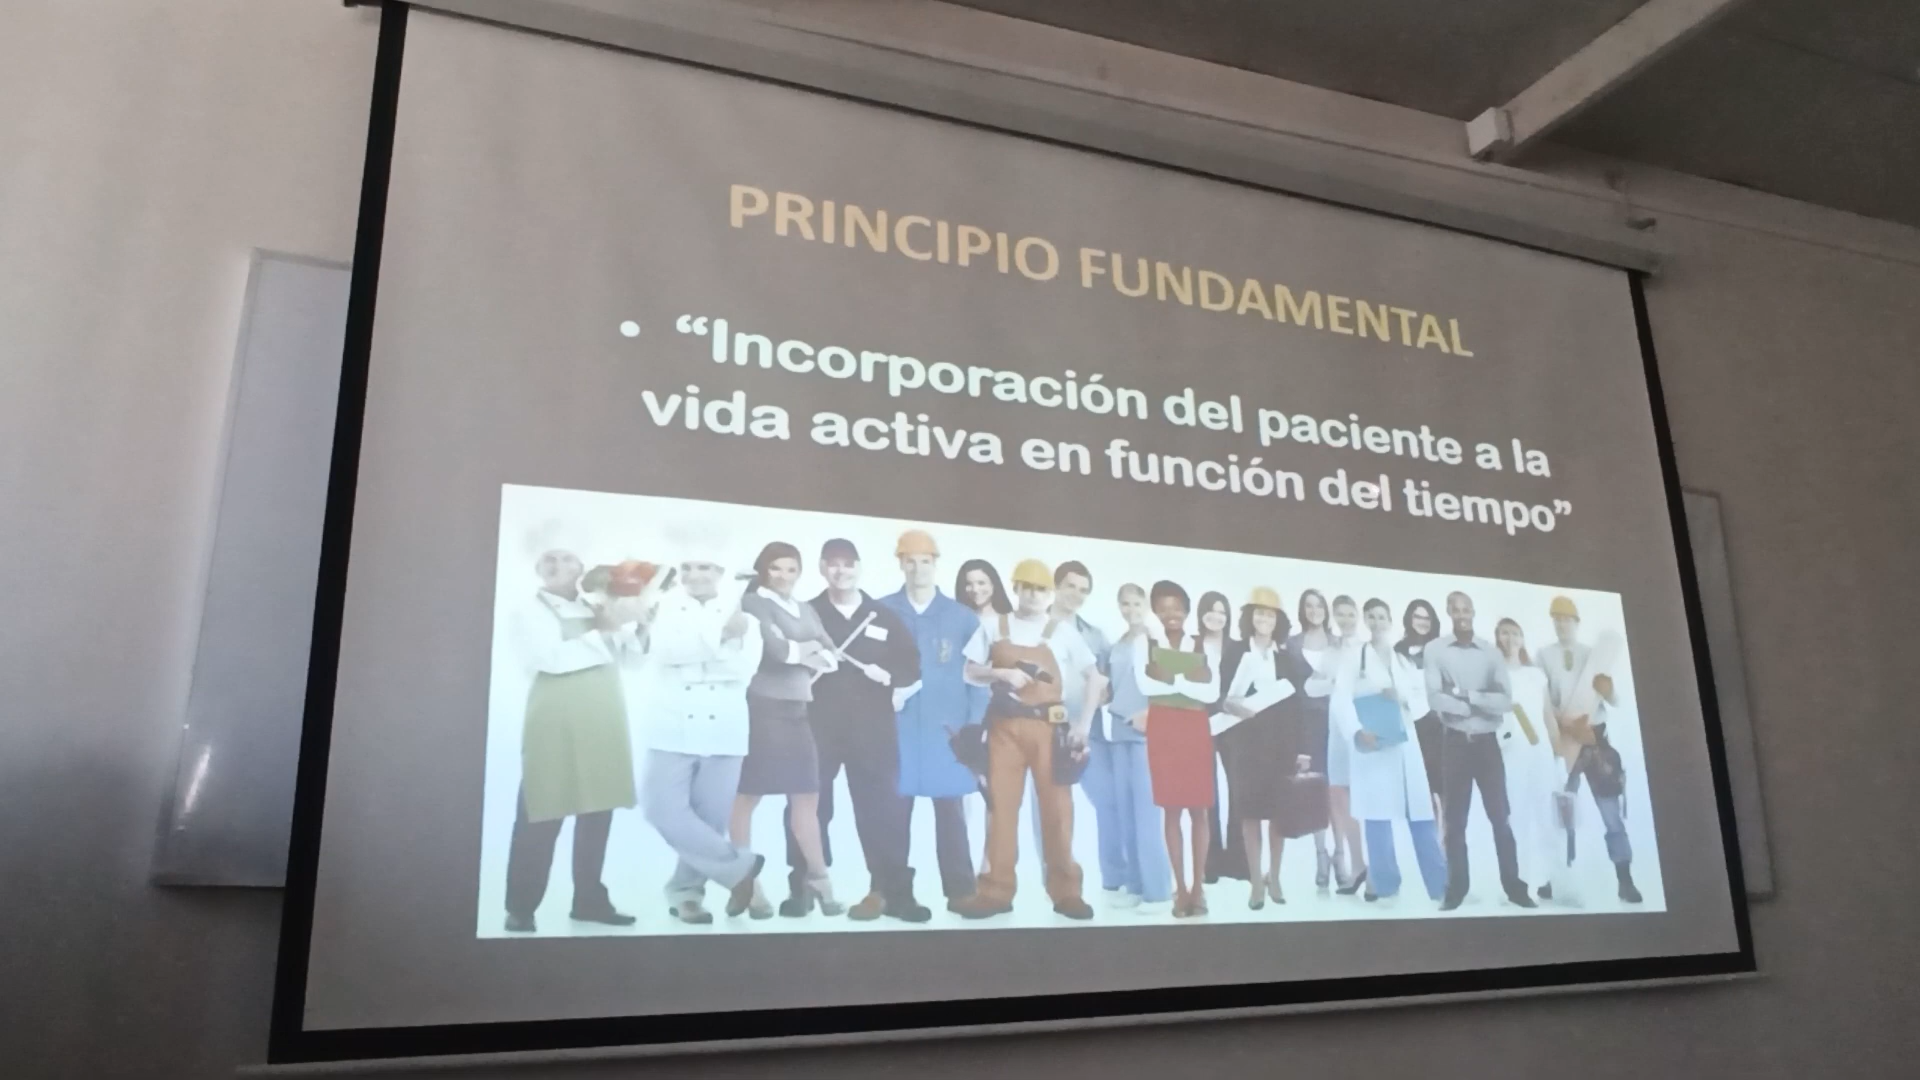 PRINCIPIO FUNDAMENTAL
• “Incorporación del paciente a la
vida activa en función del tiempo”